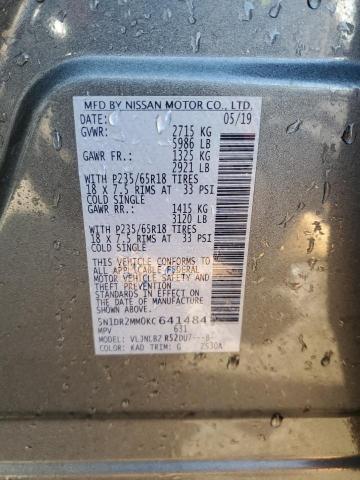 MFD BY NISSAN MOTOR CO., LTD.
DATE: 05/19
GVWR: 2715 KG
5986 LB
GAWR FR.: 1325 KG
2921 LB
WITH P235/65R18 TIRES
18 x 7.5 RIMS AT 33 PSI
COLD SINGLE
GAWR RR.: 1415 KG
3120 LB
WITH P235/65R18 TIRES
18 x 7.5 RIMS AT 33 PSI
COLD SINGLE
THIS VEHICLE CONFORMS TO
ALL APPLICABLE FEDERAL
MOTOR VEHICLE SAFETY AND
THEFT PREVENTION
STANDARDS IN EFFECT ON THE
DATE OF MANUFACTURE
SHOWN ABOVE.
5N1DR2MM0KC641484
MPV 631
MODEL: VLJNLBZ R52DU7---B-
COLOR: KAD TRIM: G 2530A